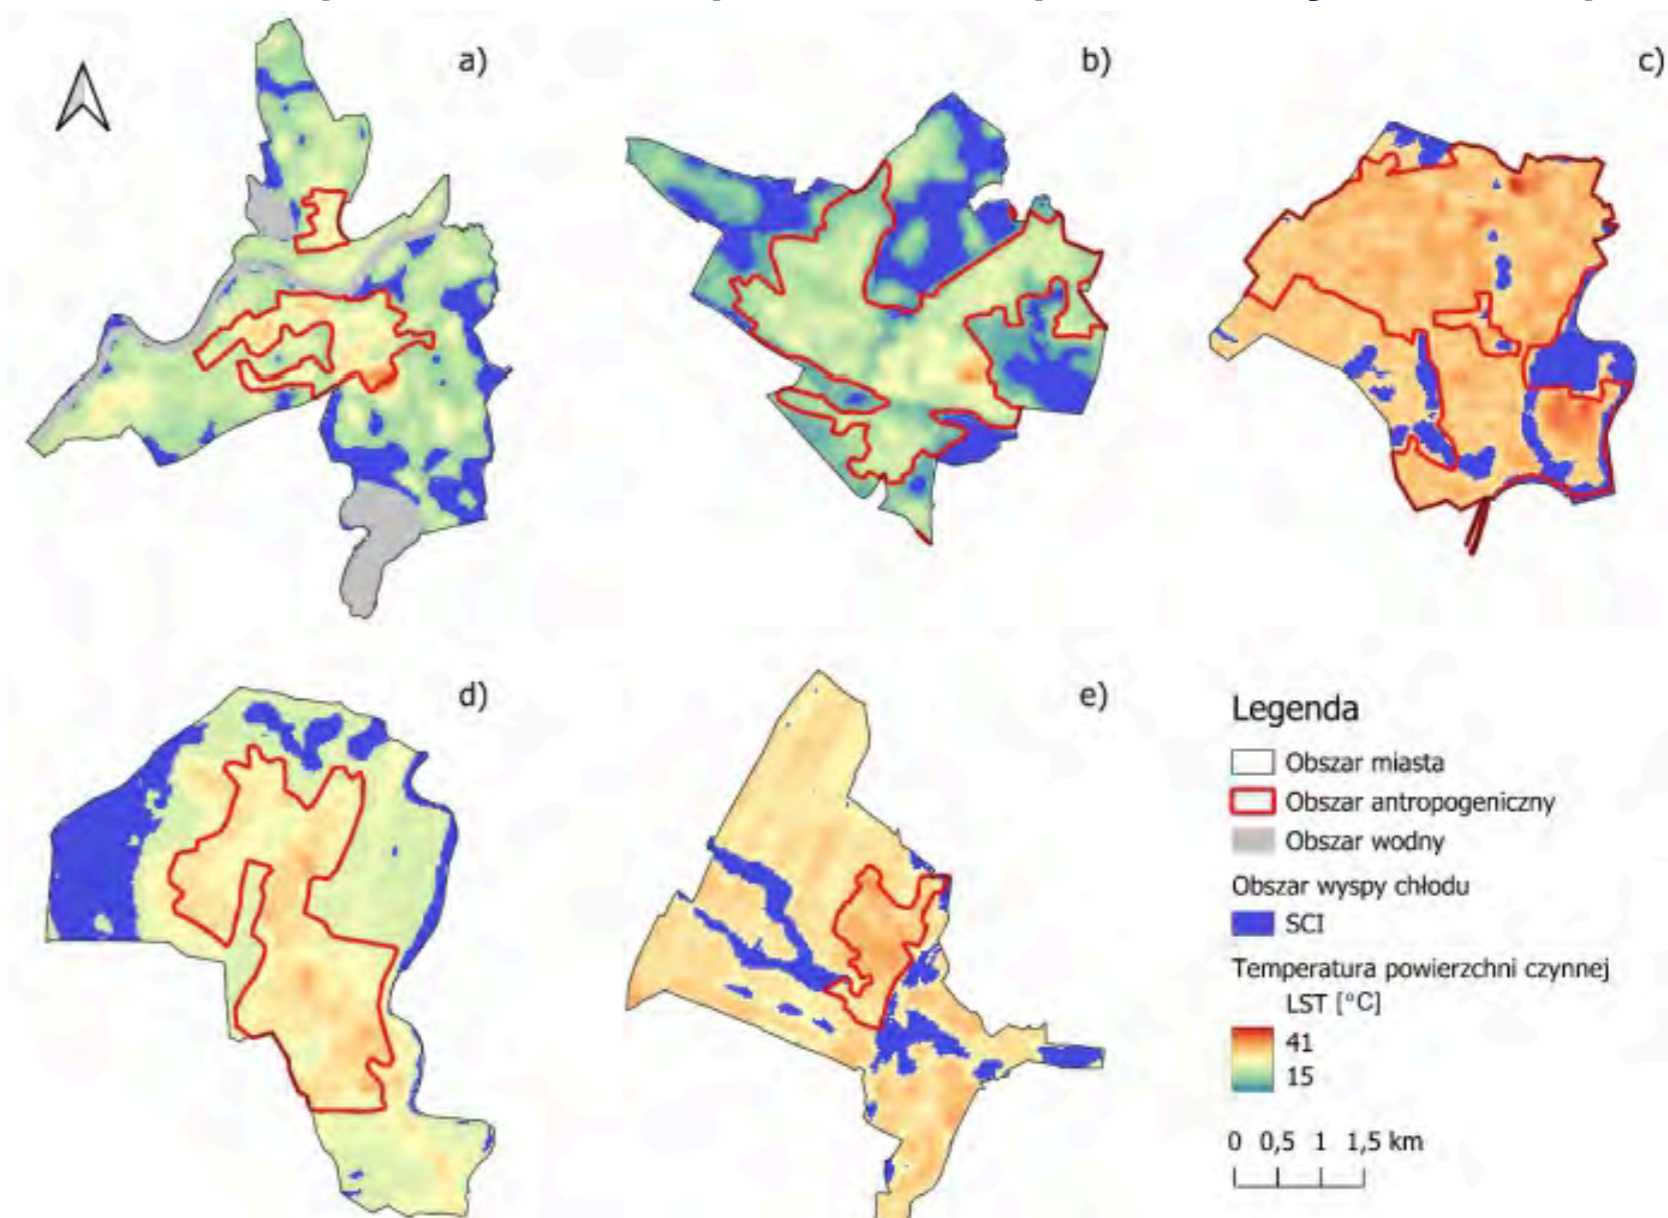 a)
b)
c)
d)
e)
Legenda
Obszar miasta
Obszar antropogeniczny
Obszar wodny
Obszar wyspy chłodu
SCI
Temperatura powierzchni czynnej
LST [°C]
41
15
0 0,5 1 1,5 km